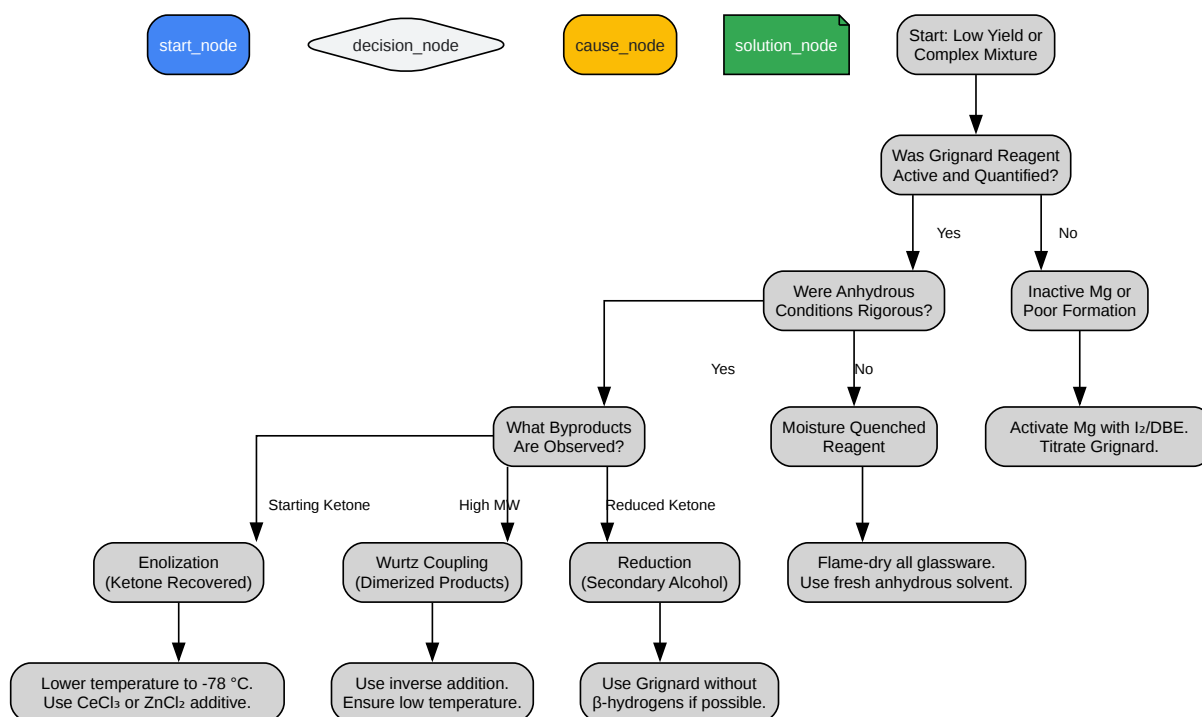 start_node
decision_node
cause_node
solution_node
Start: Low Yield or
Complex Mixture
Was Grignard Reagent
Active and Quantified?
Yes
No
Were Anhydrous
Conditions Rigorous?
Inactive Mg or
Poor Formation
Yes
No
What Byproducts
Are Observed?
Moisture Quenched
Reagent
Activate Mg with I₂/DBE.
Titrate Grignard.
Starting Ketone
High MW
Reduced Ketone
Enolization
(Ketone Recovered)
Wurtz Coupling
(Dimerized Products)
Reduction
(Secondary Alcohol)
Flame-dry all glassware.
Use fresh anhydrous solvent.
Lower temperature to -78 °C.
Use CeCl₃ or ZnCl₂ additive.
Use inverse addition.
Ensure low temperature.
Use Grignard without
β-hydrogens if possible.